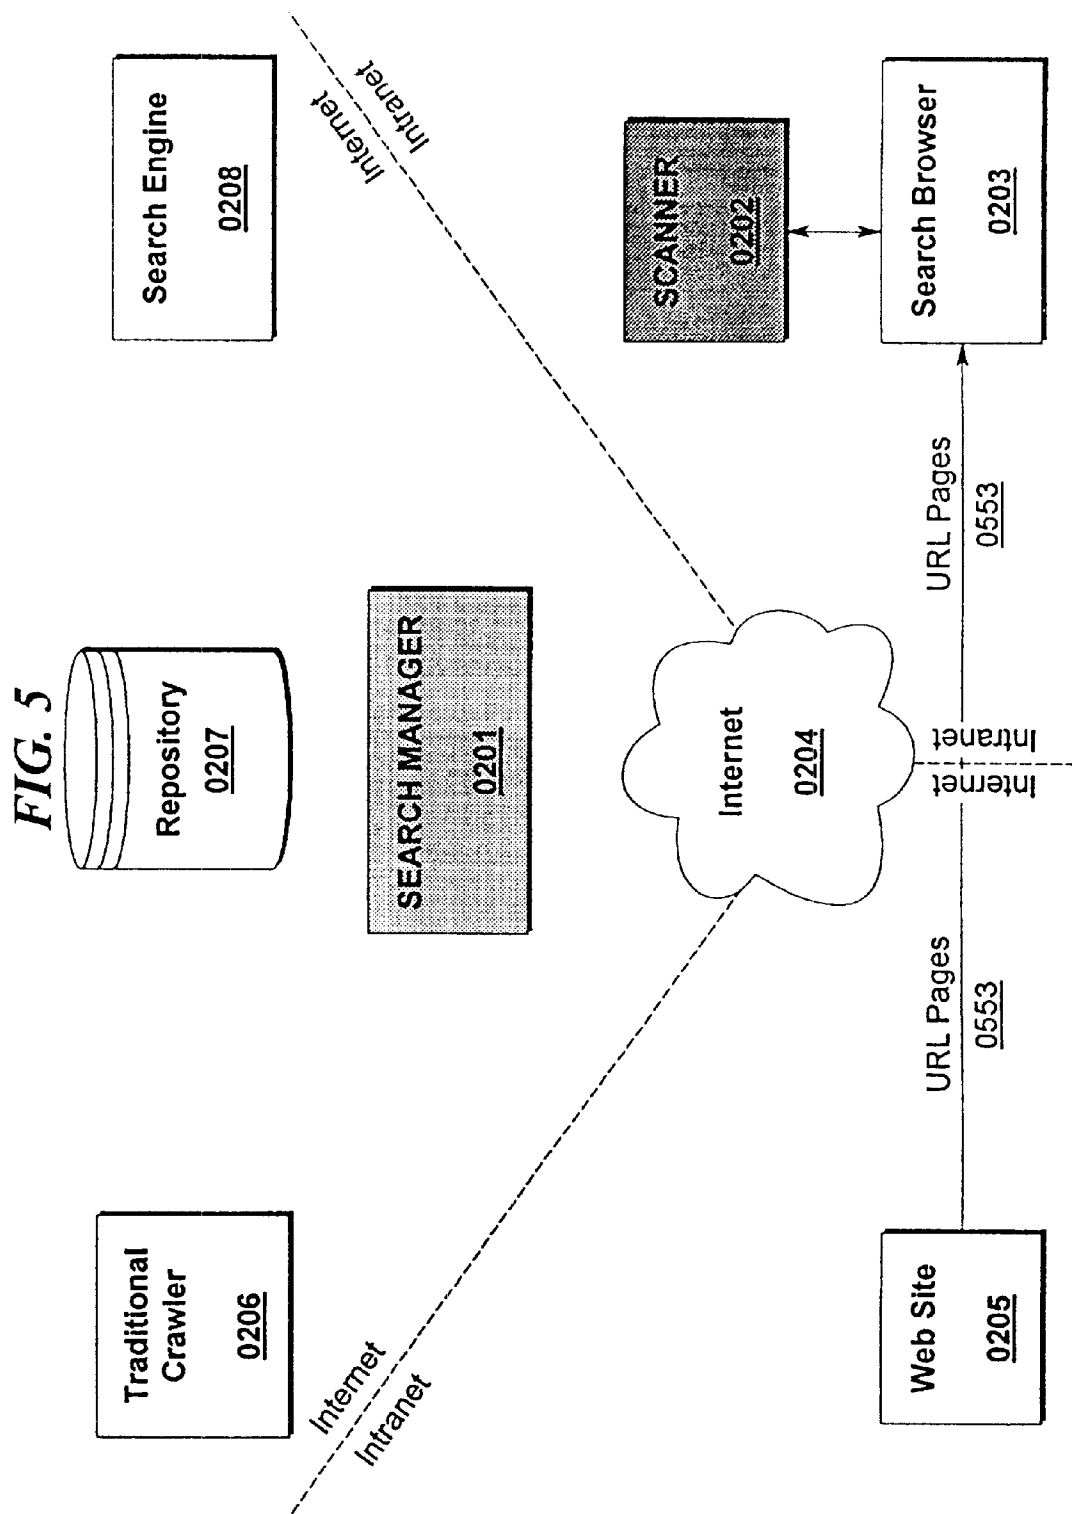 FIG. 5
Traditional
Crawler
0206
Repository
0207
Search Engine
0208
Internet
Intranet
SEARCH MANAGER
0201
Internet
Intranet
Internet
0204
SCANNER
0202
Web Site
0205
URL Pages
0553
Internet
Intranet
URL Pages
0553
Search Browser
0203